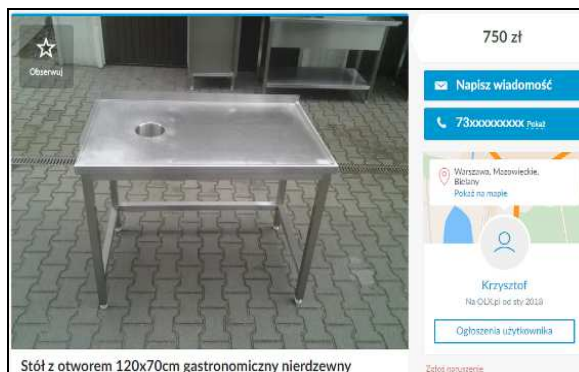 Obserwuj
Stół z otworem 120x70cm gastronomiczny nierdzewny
750 zł
Napisz wiadomość
73xxxxxxxxx Pokaż
Warszawa, Mazowieckie,
Bielany
Pokaż na mapie
Krzysztof
Na OLX.pl od sty 2018
Ogłoszenia użytkownika
Zgłoś naruszenie